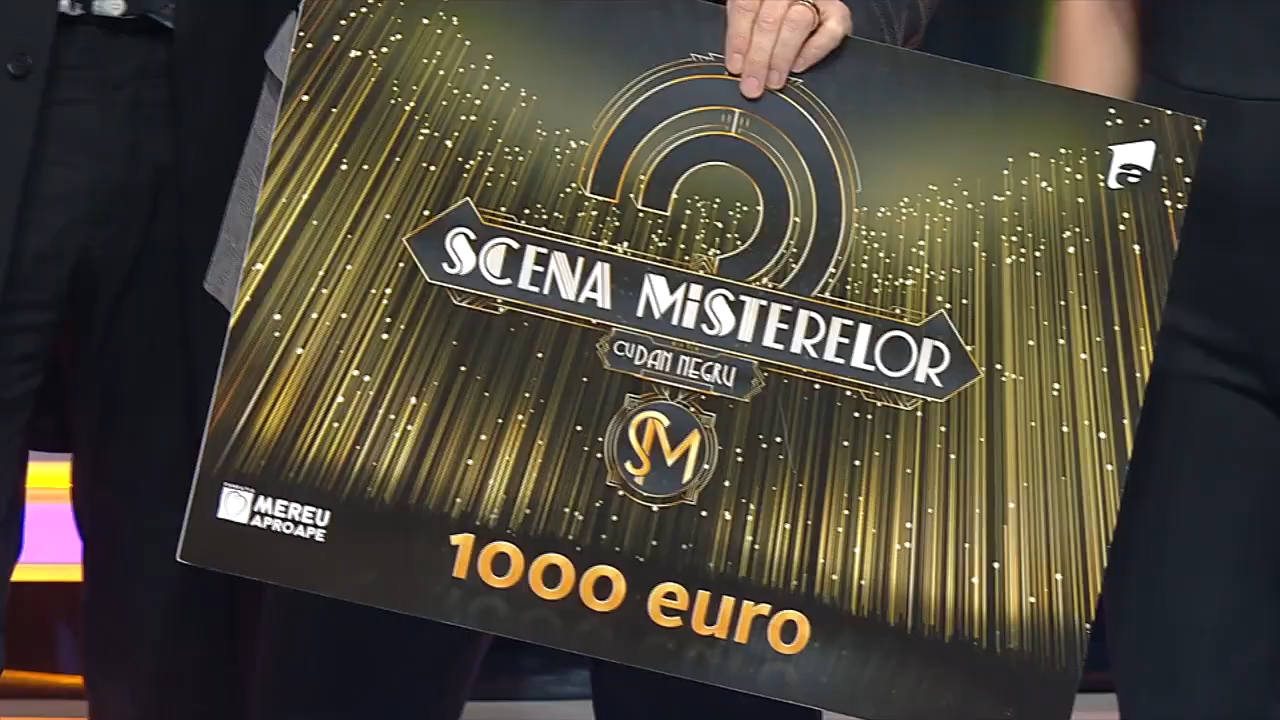 SCENA MiSTERELOR
CU DAN NEGRU
SM
MEREU
APROAPE
1000 euro